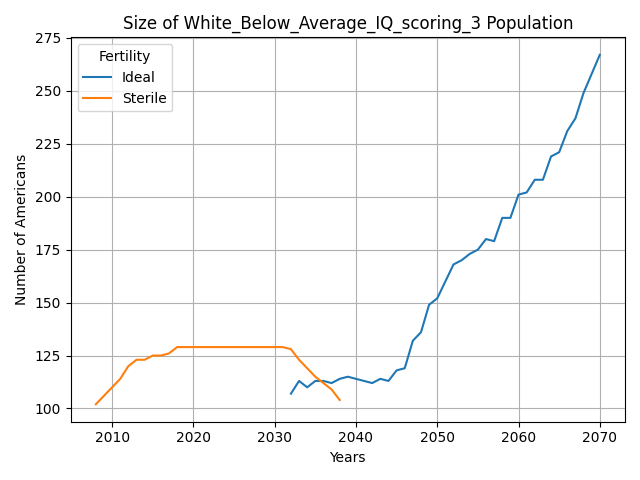 Size of White_Below_Average_IQ_scoring_3 Population
Fertility
Ideal
Sterile
Number of Americans
275
250
225
200
175
150
125
100
2010 2020 2030 2040 2050 2060 2070
Years